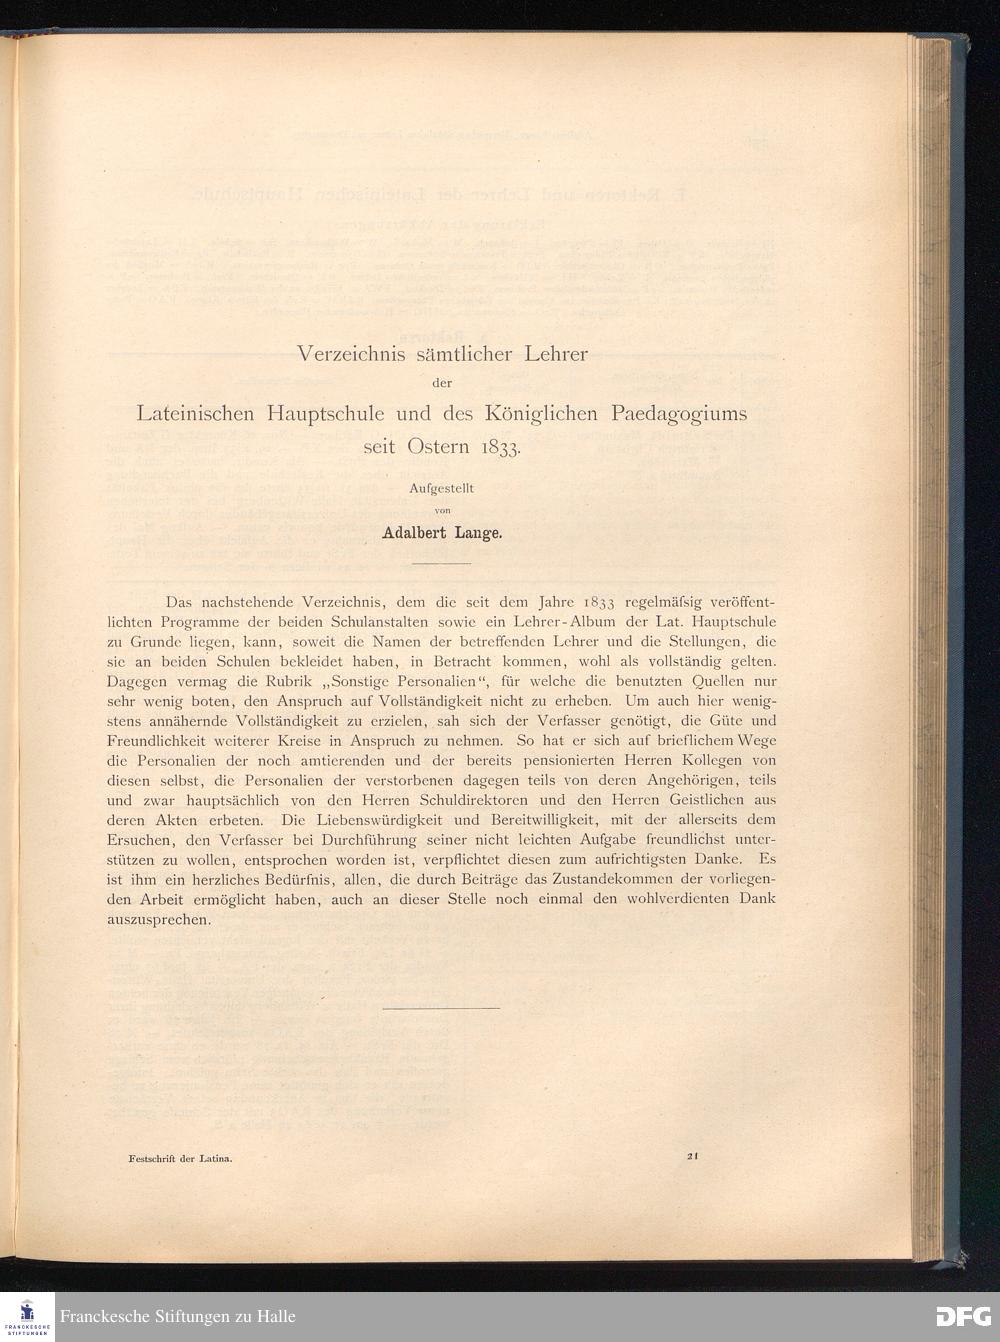 Verzeichnis sämtlicher Lehrer
der
Lateinischen Hauptschule und des Königlichen Paedagogiums
seit Ostern 1833.
Aufgestellt
von
Adalbert Lange.
Das nachstehende Verzeichnis, dem die seit dem Jahre 1833 regelmäſsig veröffent-
lichten Programme der beiden Schulanstalten sowie ein Lehrer-Album der Lat. Hauptschule
zu Grunde liegen, kann, soweit die Namen der betreffenden Lehrer und die Stellungen, die
sie an beiden Schulen bekleidet haben, in Betracht kommen, wohl als vollständig gelten.
Dagegen vermag die Rubrik „Sonstige Personalien“, für welche die benutzten Quellen nur
sehr wenig boten, den Anspruch auf Vollständigkeit nicht zu erheben. Um auch hier wenig-
stens annähernde Vollständigkeit zu erzielen, sah sich der Verfasser genötigt, die Güte und
Freundlichkeit weiterer Kreise in Anspruch zu nehmen. So hat er sich auf brieflichem Wege
die Personalien der noch amtierenden und der bereits pensionierten Herren Kollegen von
diesen selbst, die Personalien der verstorbenen dagegen teils von deren Angehörigen, teils
und zwar hauptsächlich von den Herren Schuldirektoren und den Herren Geistlichen aus
deren Akten erbeten. Die Liebenswürdigkeit und Bereitwilligkeit, mit der allerseits dem
Ersuchen, den Verfasser bei Durchführung seiner nicht leichten Aufgabe freundlichst unter-
stützen zu wollen, entsprochen worden ist, verpflichtet diesen zum aufrichtigsten Danke. Es
ist ihm ein herzliches Bedürfnis, allen, die durch Beiträge das Zustandekommen der vorliegen-
den Arbeit ermöglicht haben, auch an dieser Stelle noch einmal den wohlverdienten Dank
auszusprechen.
Festschrift der Latina.
21
FRANCKESCHE
STIFTUNGEN
Franckesche Stiftungen zu Halle
DFG